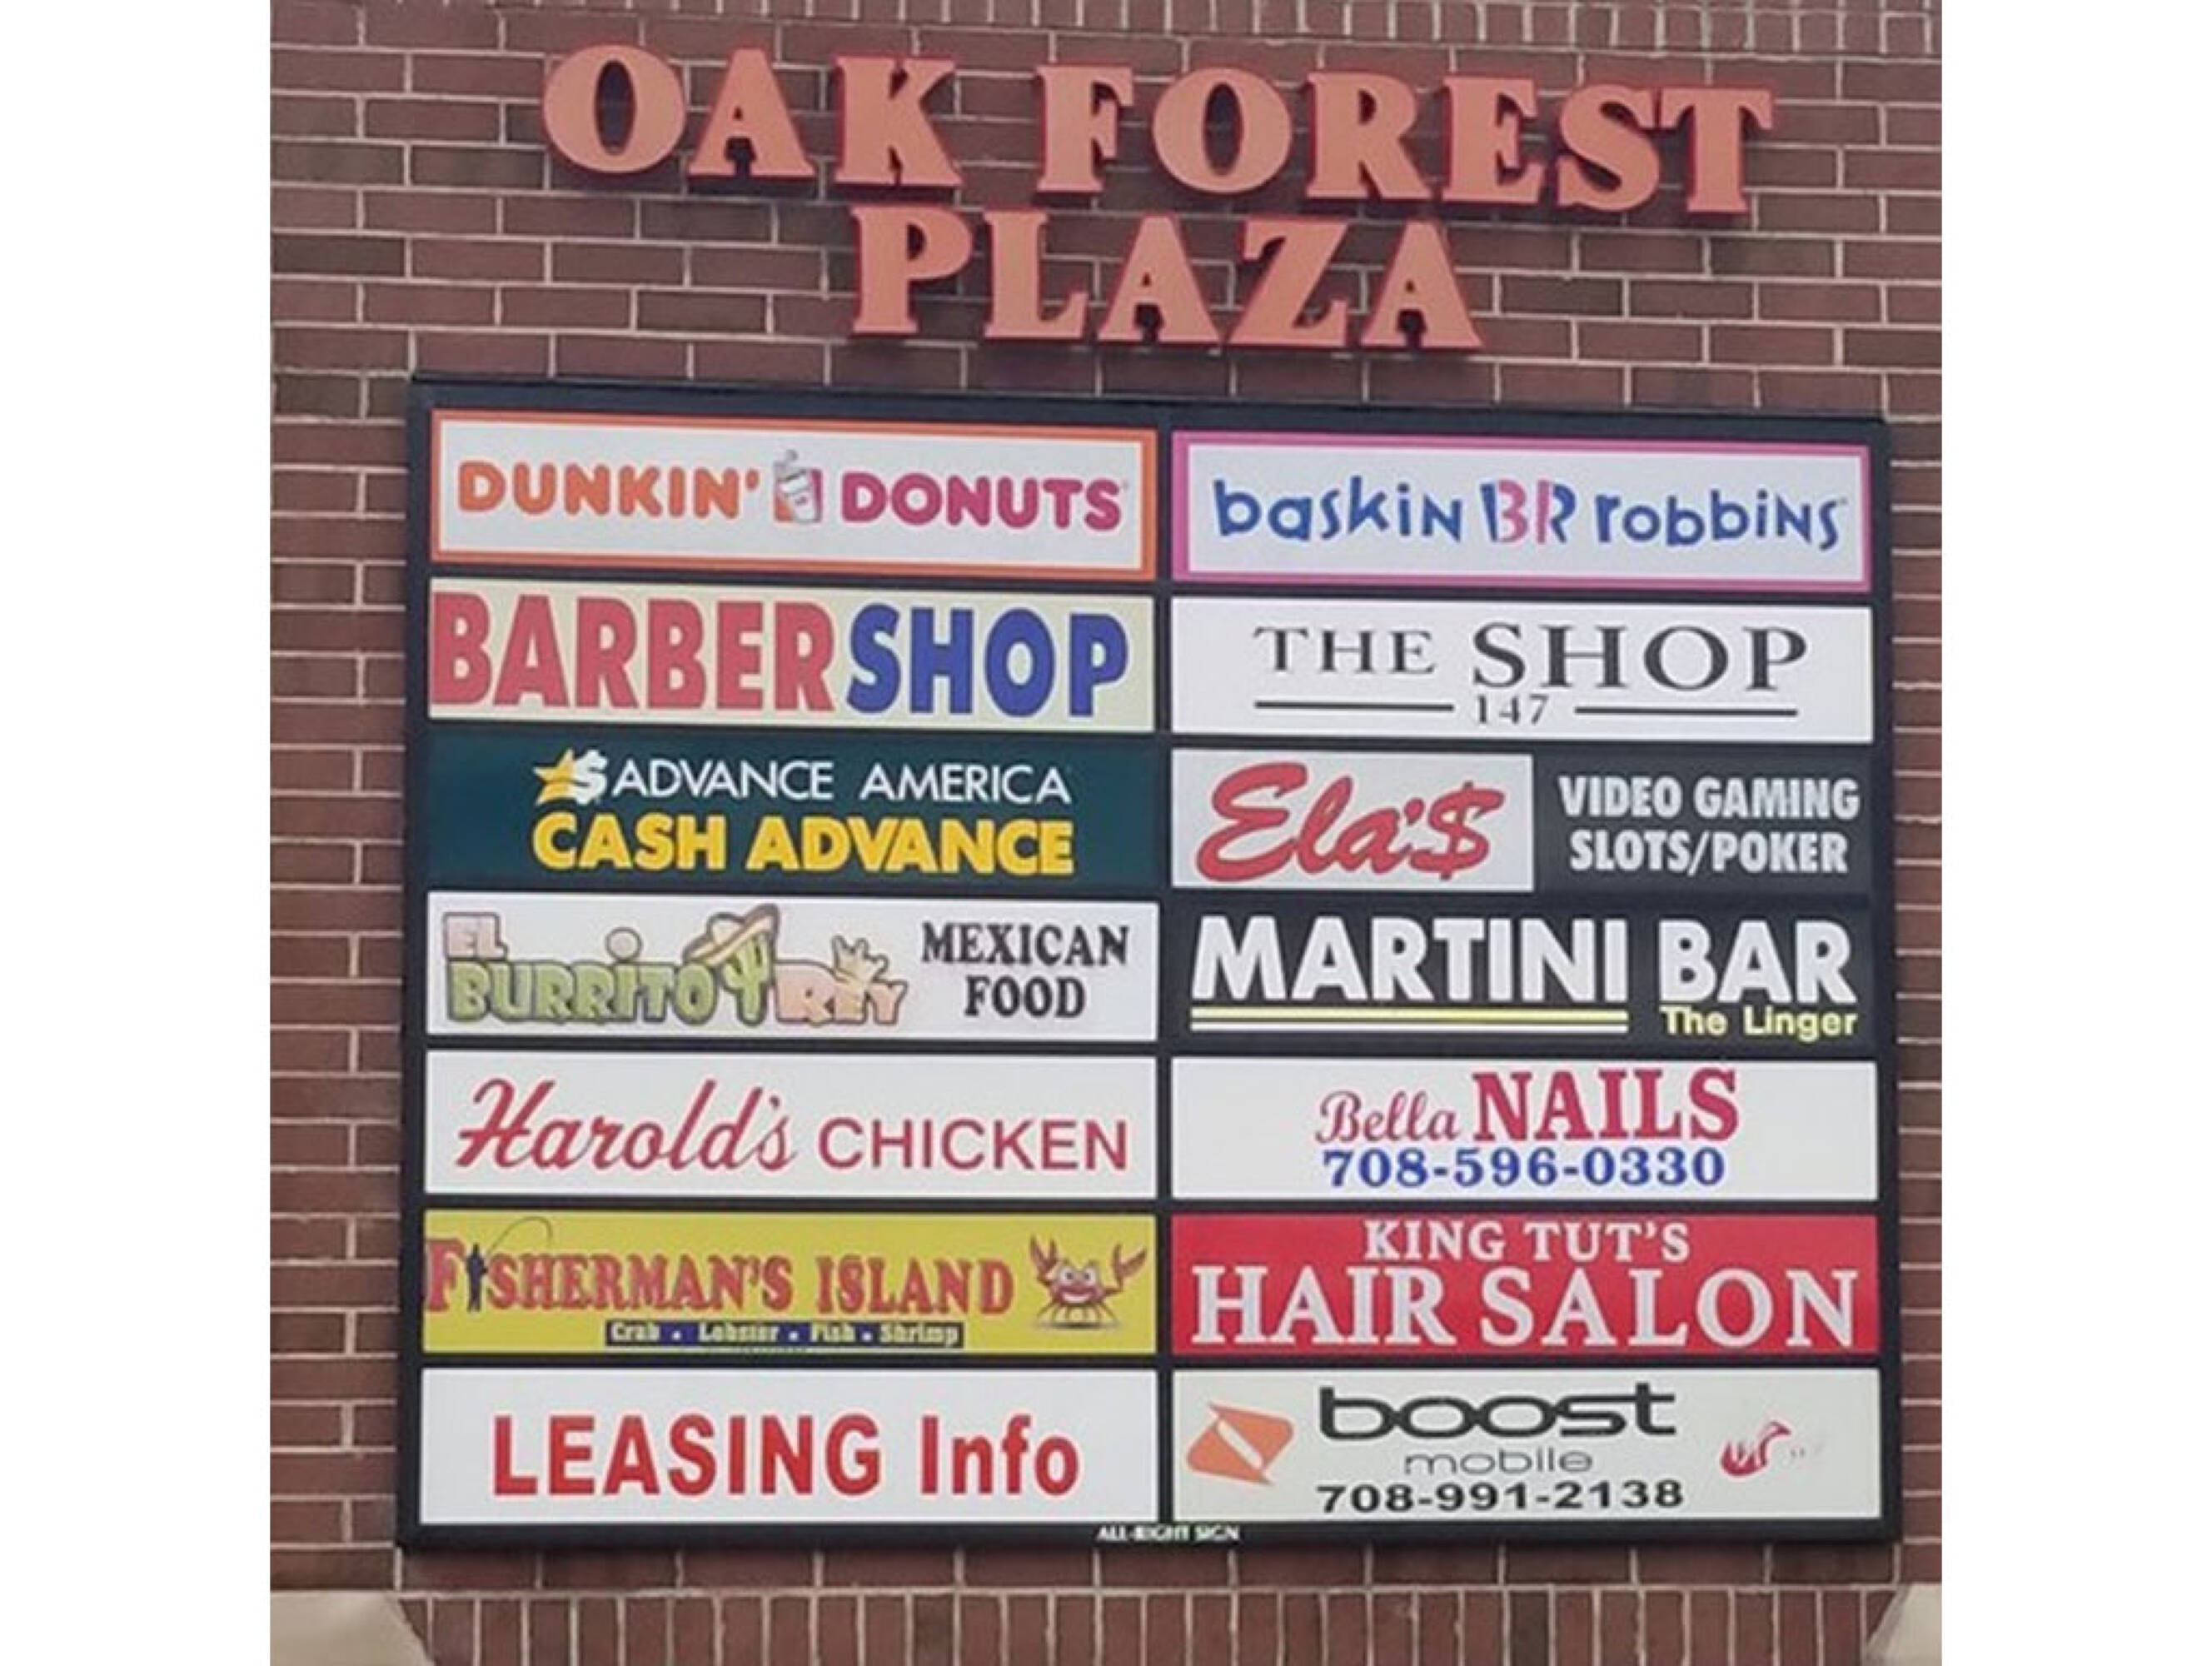 OAK FOREST
PLAZA
DUNKIN' DONUTS
baskin BR robbins
BARBERSHOP
THE SHOP
147
$ ADVANCE AMERICA
CASH ADVANCE
Ela'$
VIDEO GAMING
SLOTS/POKER
EL
BURRITO REY
MEXICAN
FOOD
MARTINI BAR
The Linger
Harold's CHICKEN
Bella NAILS
708-596-0330
FISHERMAN'S ISLAND
Crab • Lobster • Fish • Shrimp
KING TUT'S
HAIR SALON
LEASING Info
boost
mobile
708-991-2138
ALL-RIGHT SIGN